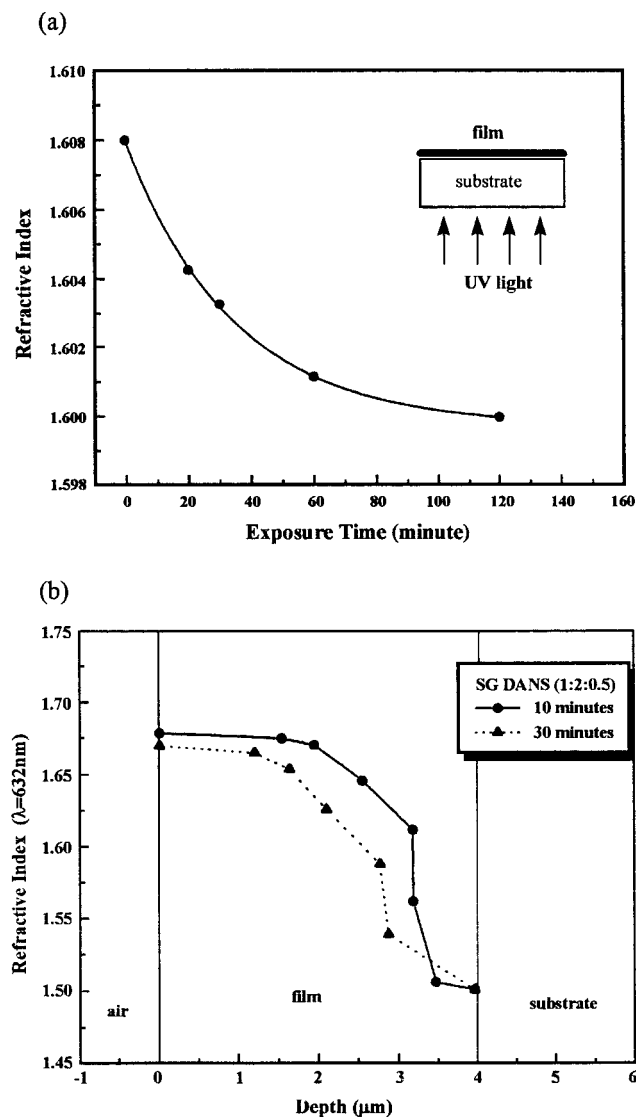 (a)
1.610
1.608
1.606
1.604
1.602
1.600
1.598
Refractive Index
film
substrate
UV light
0 20 40 60 80 100 120 140 160
Exposure Time (minute)
(b)
1.75
1.70
1.65
1.60
1.55
1.50
1.45
Refractive Index (λ=632nm)
SG DANS (1:2:0.5)
10 minutes
30 minutes
air
film
substrate
-1 0 1 2 3 4 5 6
Depth (μm)